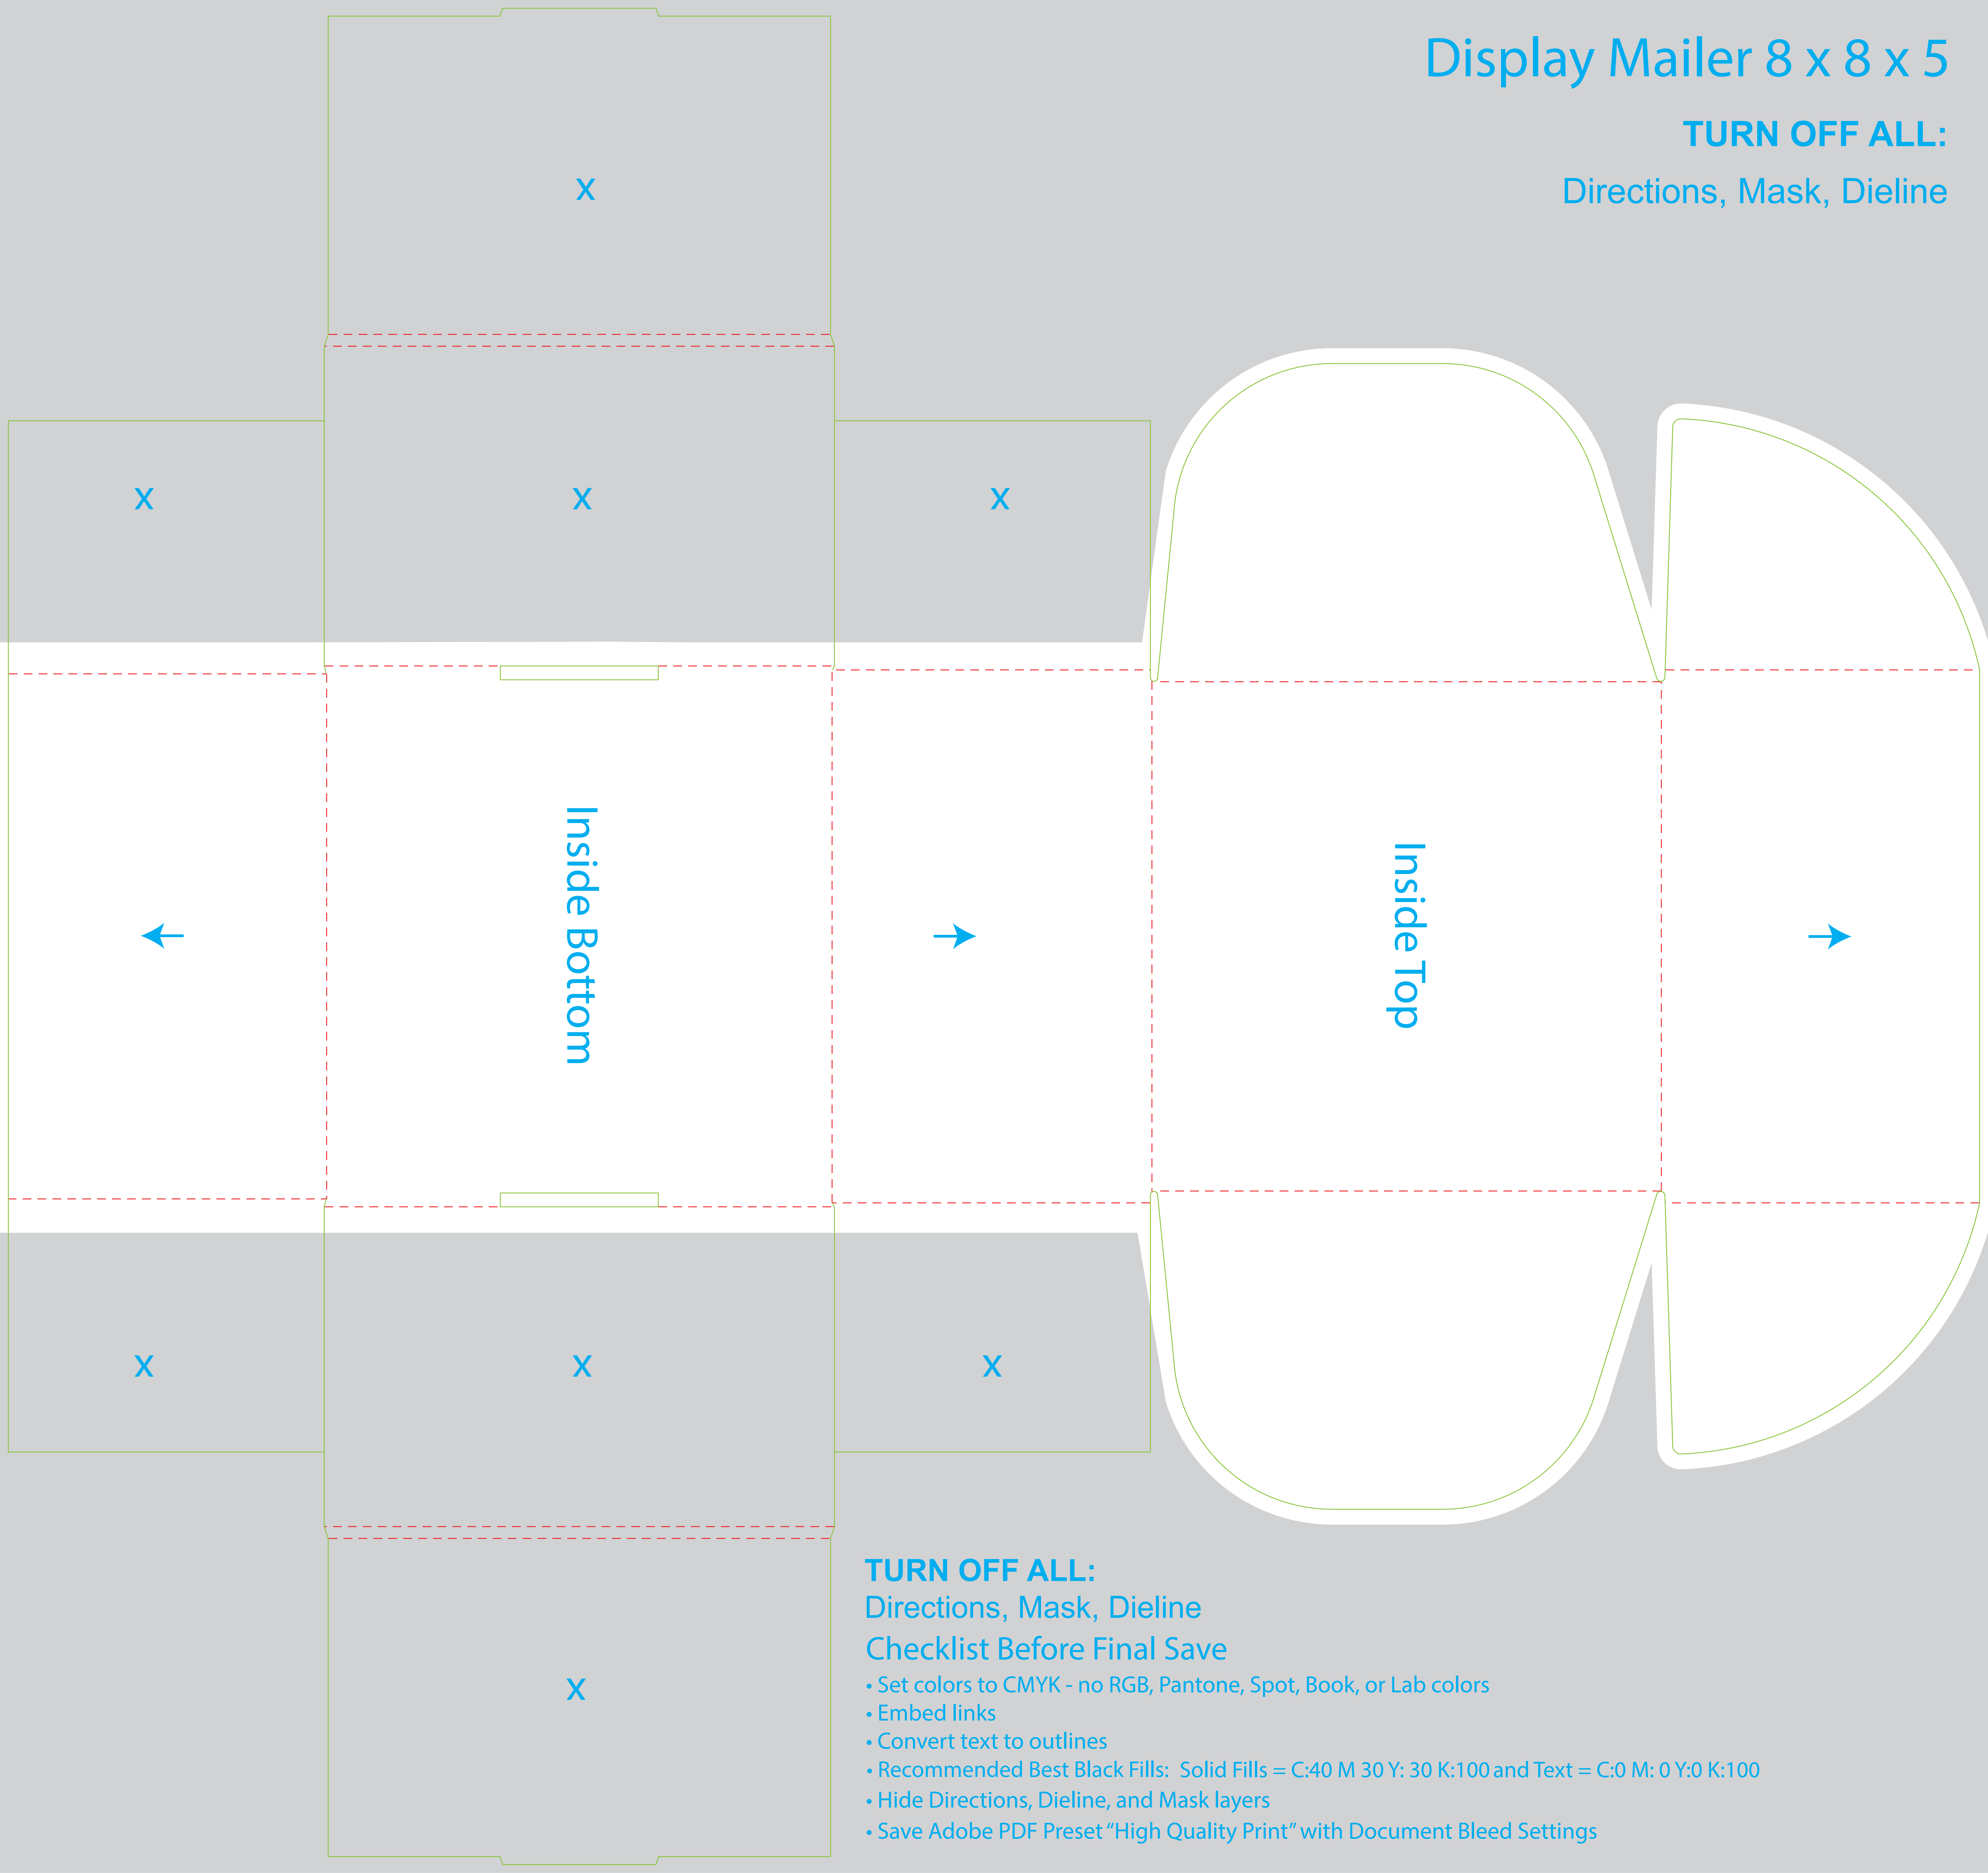 Display Mailer 8 x 8 x 5
TURN OFF ALL:
Directions, Mask, Dieline
x
x
x
x
Inside Bottom
Inside Top
x
x
x
x
TURN OFF ALL:
Directions, Mask, Dieline
Checklist Before Final Save
• Set colors to CMYK - no RGB, Pantone, Spot, Book, or Lab colors
• Embed links
• Convert text to outlines
• Recommended Best Black Fills:  Solid Fills = C:40 M 30 Y: 30 K:100 and Text = C:0 M: 0 Y:0 K:100
• Hide Directions, Dieline, and Mask layers
• Save Adobe PDF Preset “High Quality Print” with Document Bleed Settings